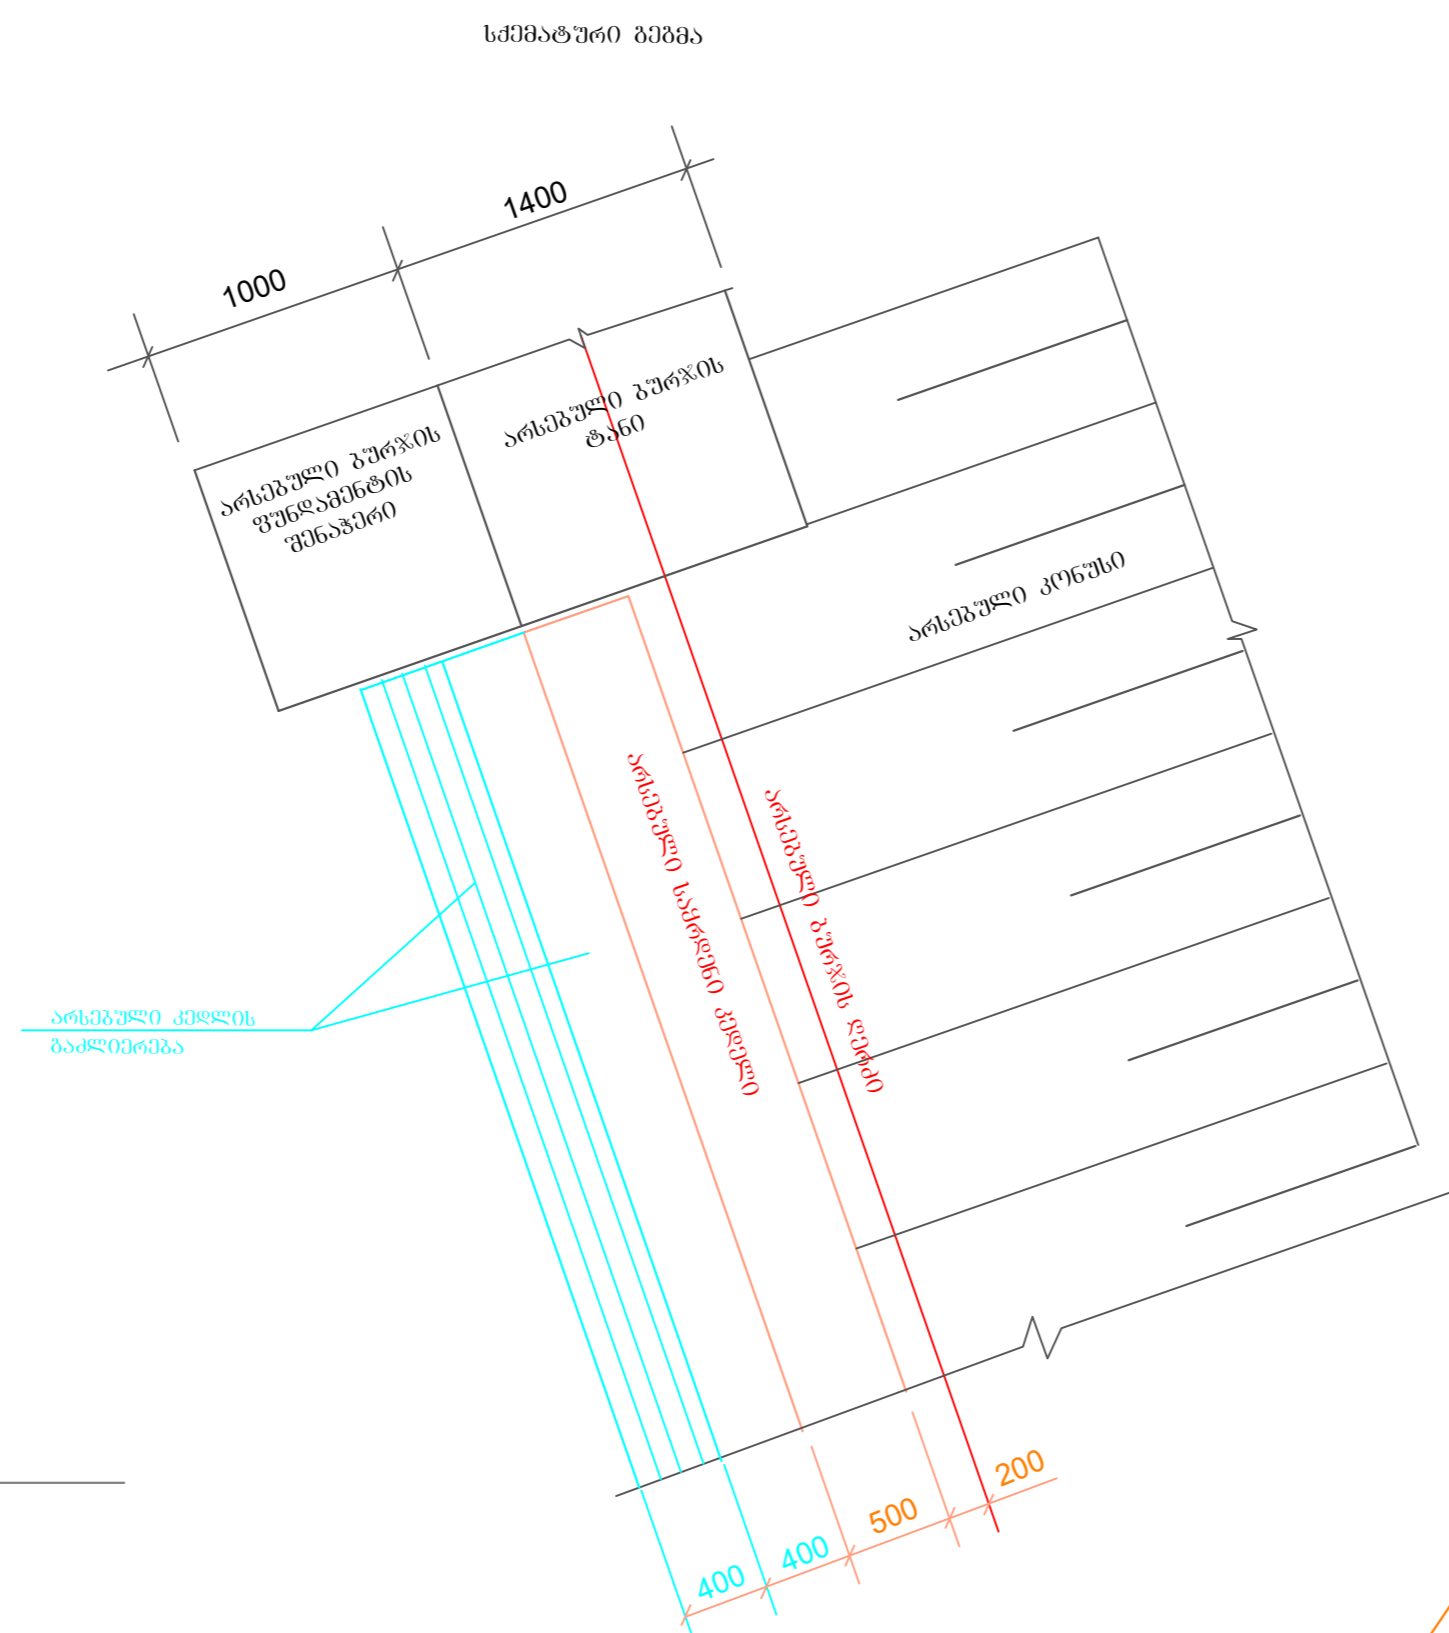 სქემატური გეგმა
1400
1000
არსებული ბურჯის
ტანი
არსებული ბურჯის
ფუნდამენტის
შენაჭერი
არსებული კონუსი
არსებული საყრდენი კედელი
არსებული ბურჯის ღერძი
არსებული კედლის
გაძლიერება
200
500
400
400